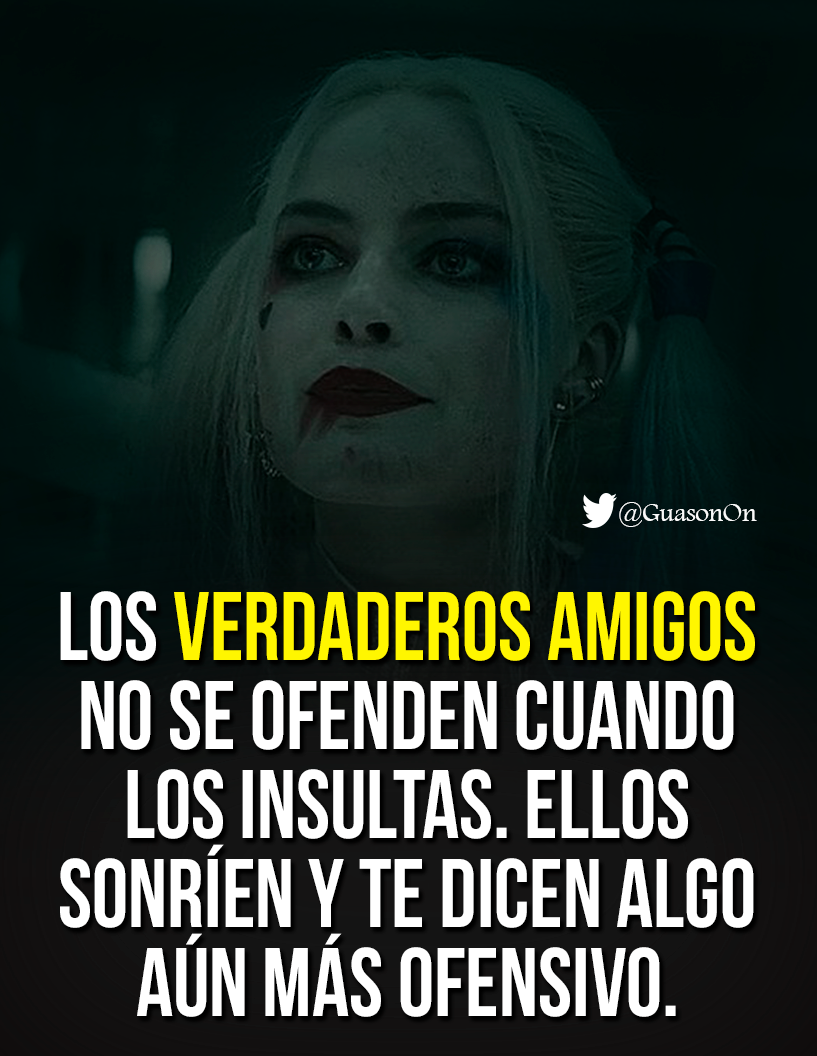 @GuasonOn
LOS VERDADEROS AMIGOS
NO SE OFENDEN CUANDO
LOS INSULTAS. ELLOS
SONRÍEN Y TE DICEN ALGO
AÚN MÁS OFENSIVO.